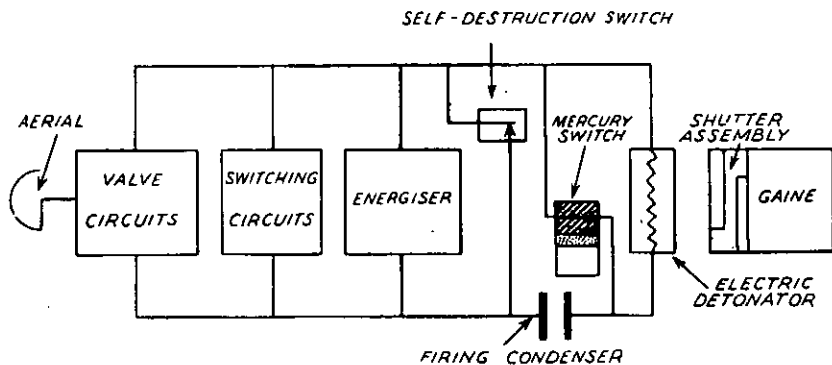 SELF-DESTRUCTION SWITCH
AERIAL
MERCURY
SWITCH
SHUTTER
ASSEMBLY
VALVE
CIRCUITS
SWITCHING
CIRCUITS
ENERGISER
GAINE
ELECTRIC
DETONATOR
FIRING CONDENSER